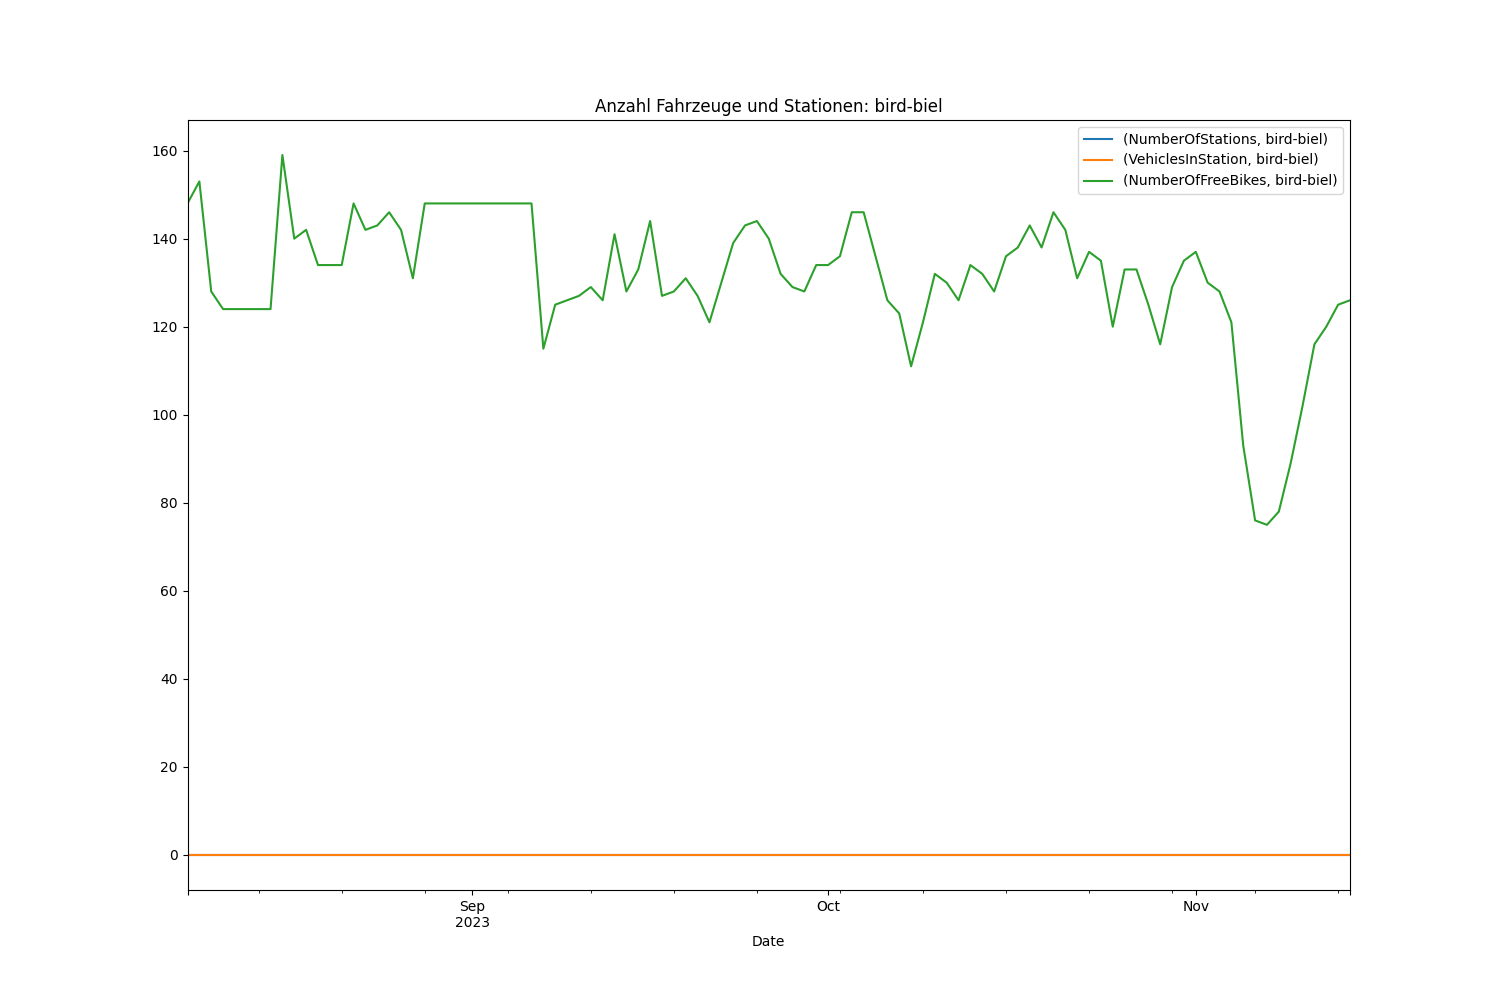 Anzahl Fahrzeuge und Stationen: bird-biel
(NumberOfStations, bird-biel)
(VehiclesInStation, bird-biel)
(NumberOfFreeBikes, bird-biel)
160
140
120
100
80
60
40
20
0
Sep
2023
Oct
Nov
Date